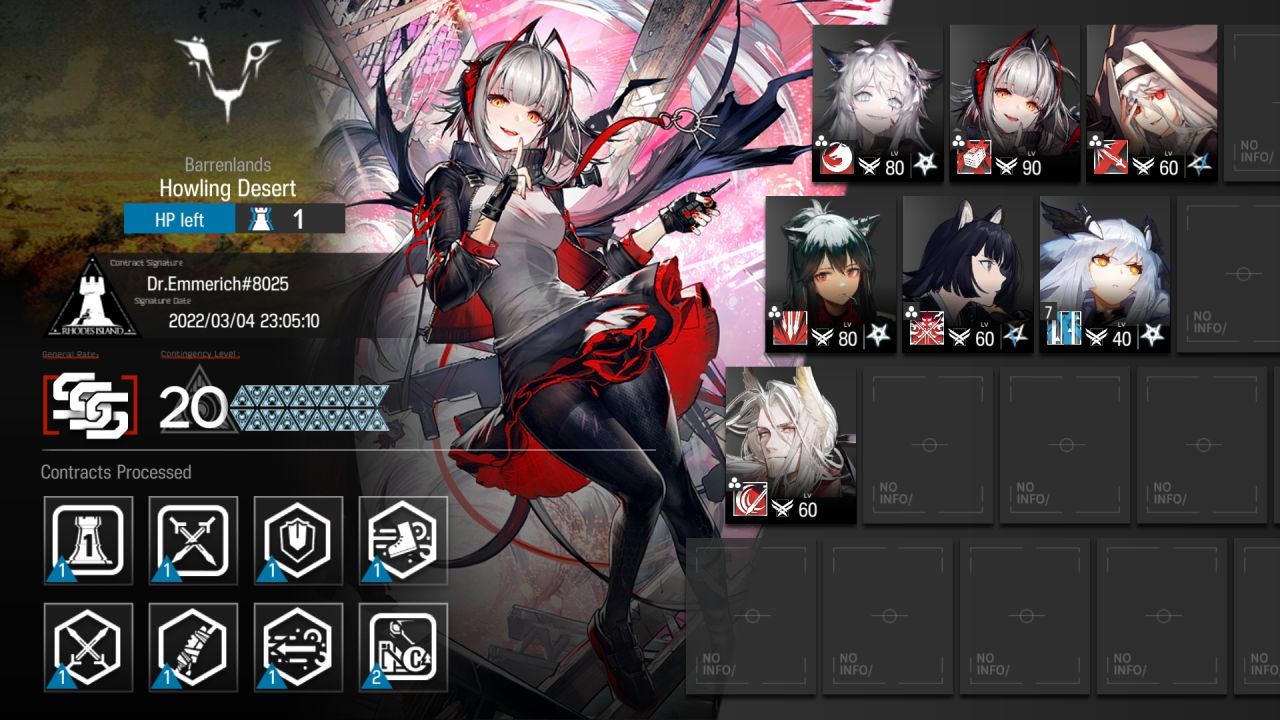 Barrenlands
Howling Desert
HP left 1
Contract Signature
Dr.Emmerich#8025
Signature Date
2022/03/04 23:05:10
RHODES ISLAND
General Rate:
Contingency Level:
SSS
20
Contracts Processed
1
1
1
1
1
1
1
1
C
2
LV
80
LV
90
LV
60
NO
INFO/
LV
80
LV
60
7
LV
40
NO
INFO/
LV
60
NO
INFO/
NO
INFO/
NO
INFO/
NO
INFO/
NO
INFO/
NO
INFO/
NO
INFO/
NO
INFO/